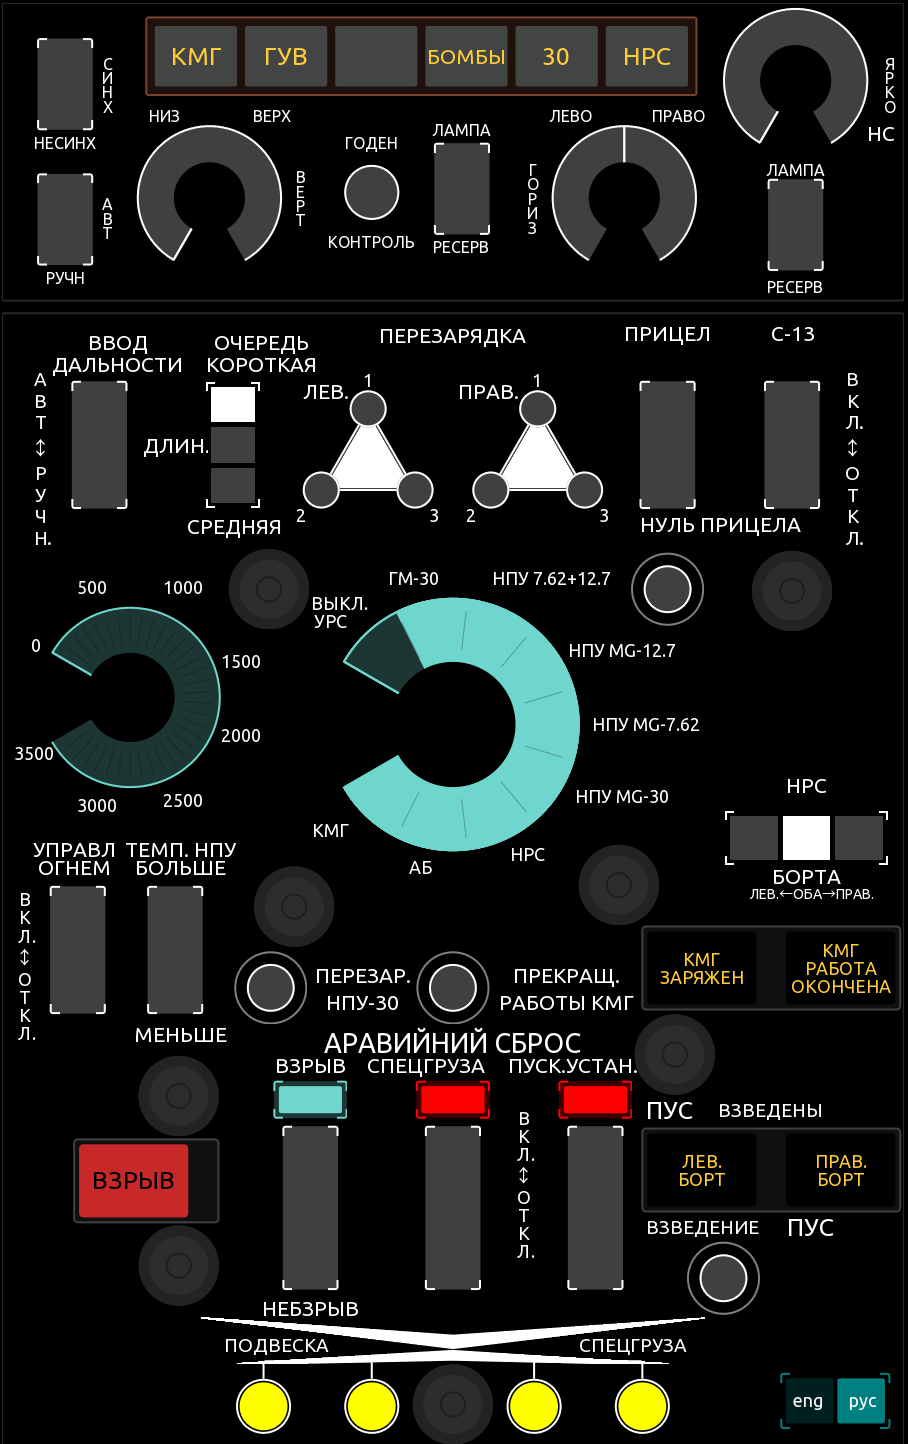 КМГ
ГУВ
БОМБЫ
30
НРС
СИНХ
НЕСИНХ
НИЗ
ВЕРХ
ГОДЕН
ЛАМПА
ЛЕВО
ПРАВО
ЯРКО
НС
АВТ
РУЧН
ВЕРТ
КОНТРОЛЬ
РЕСЕРВ
ГОРИЗ
ЛАМПА
РЕСЕРВ
ВВОД
ДАЛЬНОСТИ
ОЧЕРЕДЬ
КОРОТКАЯ
ПЕРЕЗАРЯДКА
ПРИЦЕЛ
С-13
АВТ↕РУЧН.
ДЛИН.
СРЕДНЯЯ
ЛЕВ.
1
2
3
ПРАВ.
1
2
3
НУЛЬ ПРИЦЕЛА
ВКЛ.↕ОТКЛ.
0
500
1000
1500
2000
2500
3000
3500
ВЫКЛ.
УРС
ГМ-30
НПУ 7.62+12.7
НПУ MG-12.7
НПУ MG-7.62
НПУ MG-30
НРС
АБ
КМГ
НРС
БОРТА
ЛЕВ.←ОБА→ПРАВ.
УПРАВЛ
ОГНЕМ
ТЕМП. НПУ
БОЛЬШЕ
ВКЛ.↕ОТКЛ.
МЕНЬШЕ
ПЕРЕЗАР.
НПУ-30
ПРЕКРАЩ.
РАБОТЫ КМГ
КМГ
ЗАРЯЖЕН
КМГ
РАБОТА
ОКОНЧЕНА
АРАВИЙНИЙ СБРОС
ВЗРЫВ
СПЕЦГРУЗА
ПУСК.УСТАН.
ВКЛ.↕ОТКЛ.
ПУС
ВЗВЕДЕНЫ
ВЗРЫВ
ЛЕВ.
БОРТ
ПРАВ.
БОРТ
ВЗВЕДЕНИЕ
ПУС
НЕБЗРЫВ
ПОДВЕСКА
СПЕЦГРУЗА
eng
рус